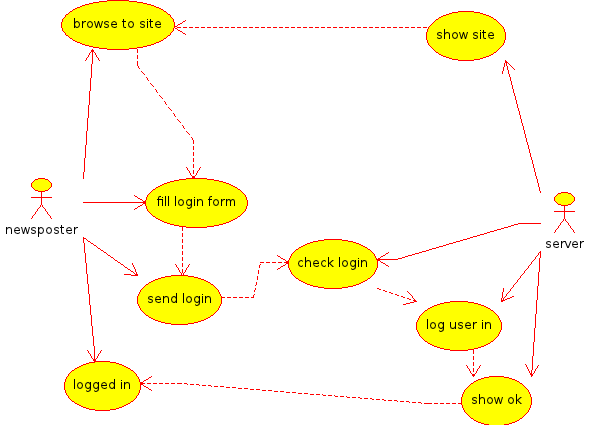 browse to site
show site
fill login form
newsposter
server
check login
send login
log user in
logged in
show ok